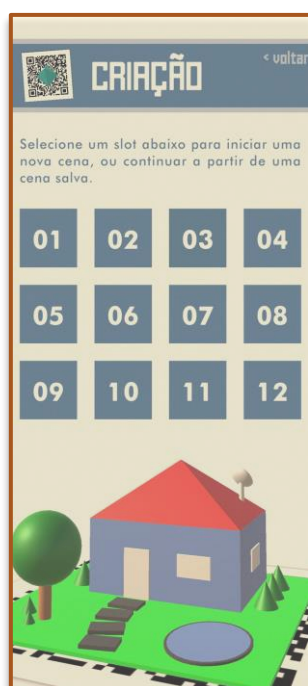 CRIAÇÃO
< voltar
Selecione um slot abaixo para iniciar uma
nova cena, ou continuar a partir de uma
cena salva.
01 02 03 04
05 06 07 08
09 10 11 12